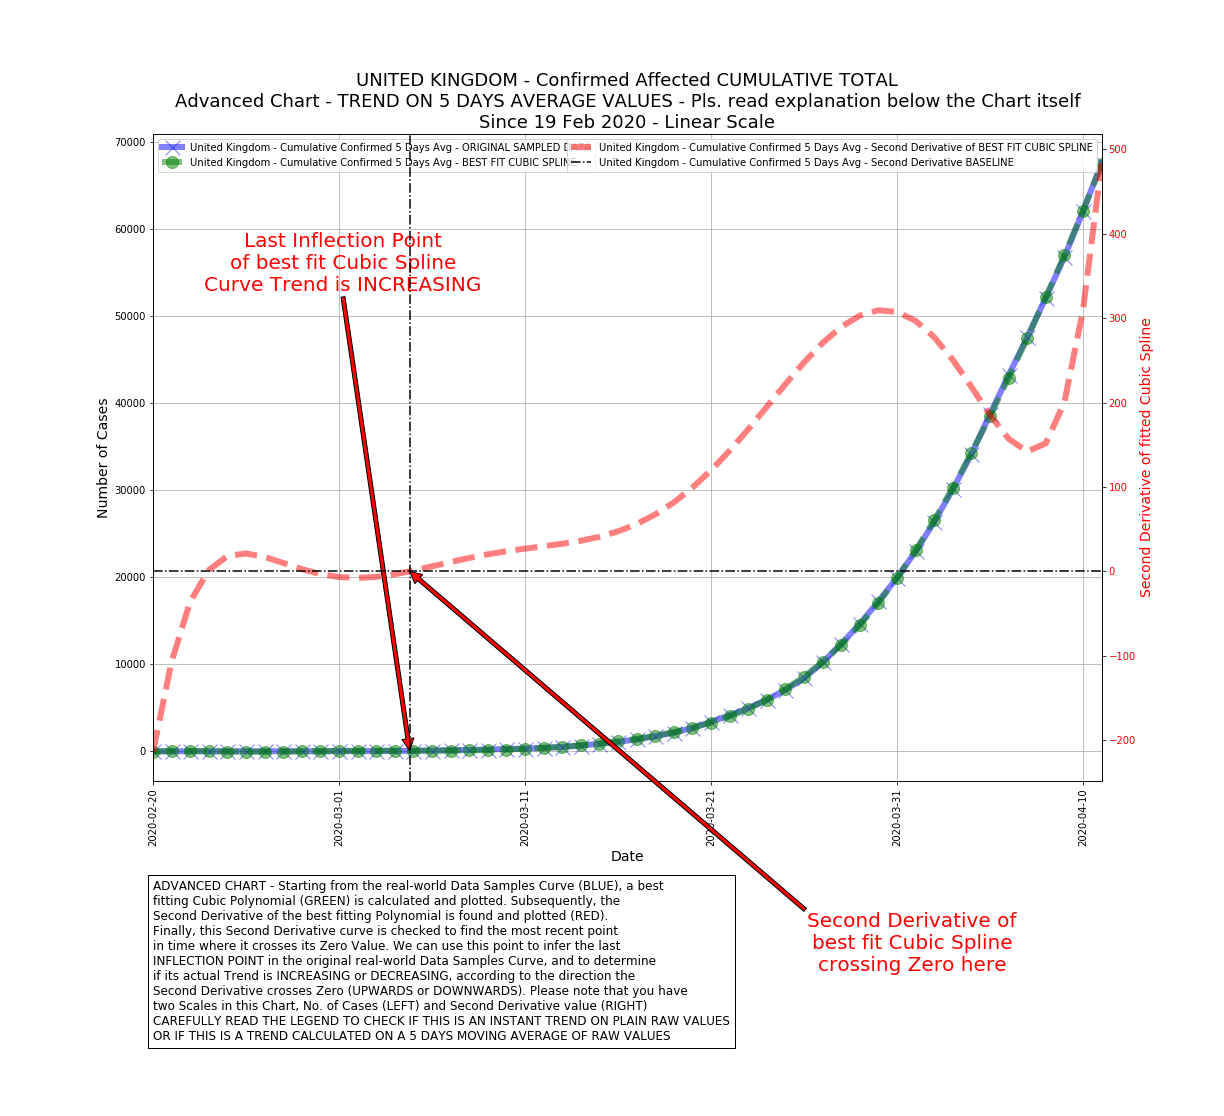 UNITED KINGDOM - Confirmed Affected CUMULATIVE TOTAL
Advanced Chart - TREND ON 5 DAYS AVERAGE VALUES - Pls. read explanation below the Chart itself
Since 19 Feb 2020 - Linear Scale
United Kingdom - Cumulative Confirmed 5 Days Avg - ORIGINAL SAMPLED DATA
United Kingdom - Cumulative Confirmed 5 Days Avg - BEST FIT CUBIC SPLINE
United Kingdom - Cumulative Confirmed 5 Days Avg - Second Derivative of BEST FIT CUBIC SPLINE
United Kingdom - Cumulative Confirmed 5 Days Avg - Second Derivative BASELINE
70000
60000
50000
40000
30000
20000
10000
0
Number of Cases
Last Inflection Point
of best fit Cubic Spline
Curve Trend is INCREASING
500
400
300
200
100
0
−100
−200
Second Derivative of fitted Cubic Spline
2020-02-20
2020-03-01
2020-03-11
2020-03-21
2020-03-31
2020-04-10
Date
Second Derivative of
best fit Cubic Spline
crossing Zero here
ADVANCED CHART - Starting from the real-world Data Samples Curve (BLUE), a best
fitting Cubic Polynomial (GREEN) is calculated and plotted. Subsequently, the
Second Derivative of the best fitting Polynomial is found and plotted (RED).
Finally, this Second Derivative curve is checked to find the most recent point
in time where it crosses its Zero Value. We can use this point to infer the last
INFLECTION POINT in the original real-world Data Samples Curve, and to determine
if its actual Trend is INCREASING or DECREASING, according to the direction the
Second Derivative crosses Zero (UPWARDS or DOWNWARDS). Please note that you have
two Scales in this Chart, No. of Cases (LEFT) and Second Derivative value (RIGHT)
CAREFULLY READ THE LEGEND TO CHECK IF THIS IS AN INSTANT TREND ON PLAIN RAW VALUES
OR IF THIS IS A TREND CALCULATED ON A 5 DAYS MOVING AVERAGE OF RAW VALUES